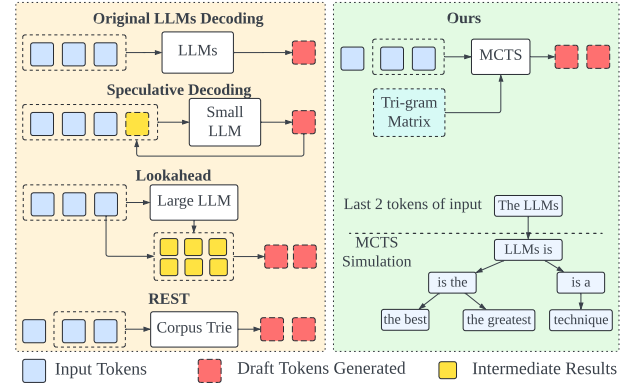 Original LLMs Decoding
LLMs
Speculative Decoding
Small
LLM
Lookahead
Large LLM
REST
Corpus Trie
Ours
MCTS
Tri-gram
Matrix
Last 2 tokens of input
The LLMs
MCTS
Simulation
LLMs is
is the
is a
the best
the greatest
technique
Input Tokens
Draft Tokens Generated
Intermediate Results